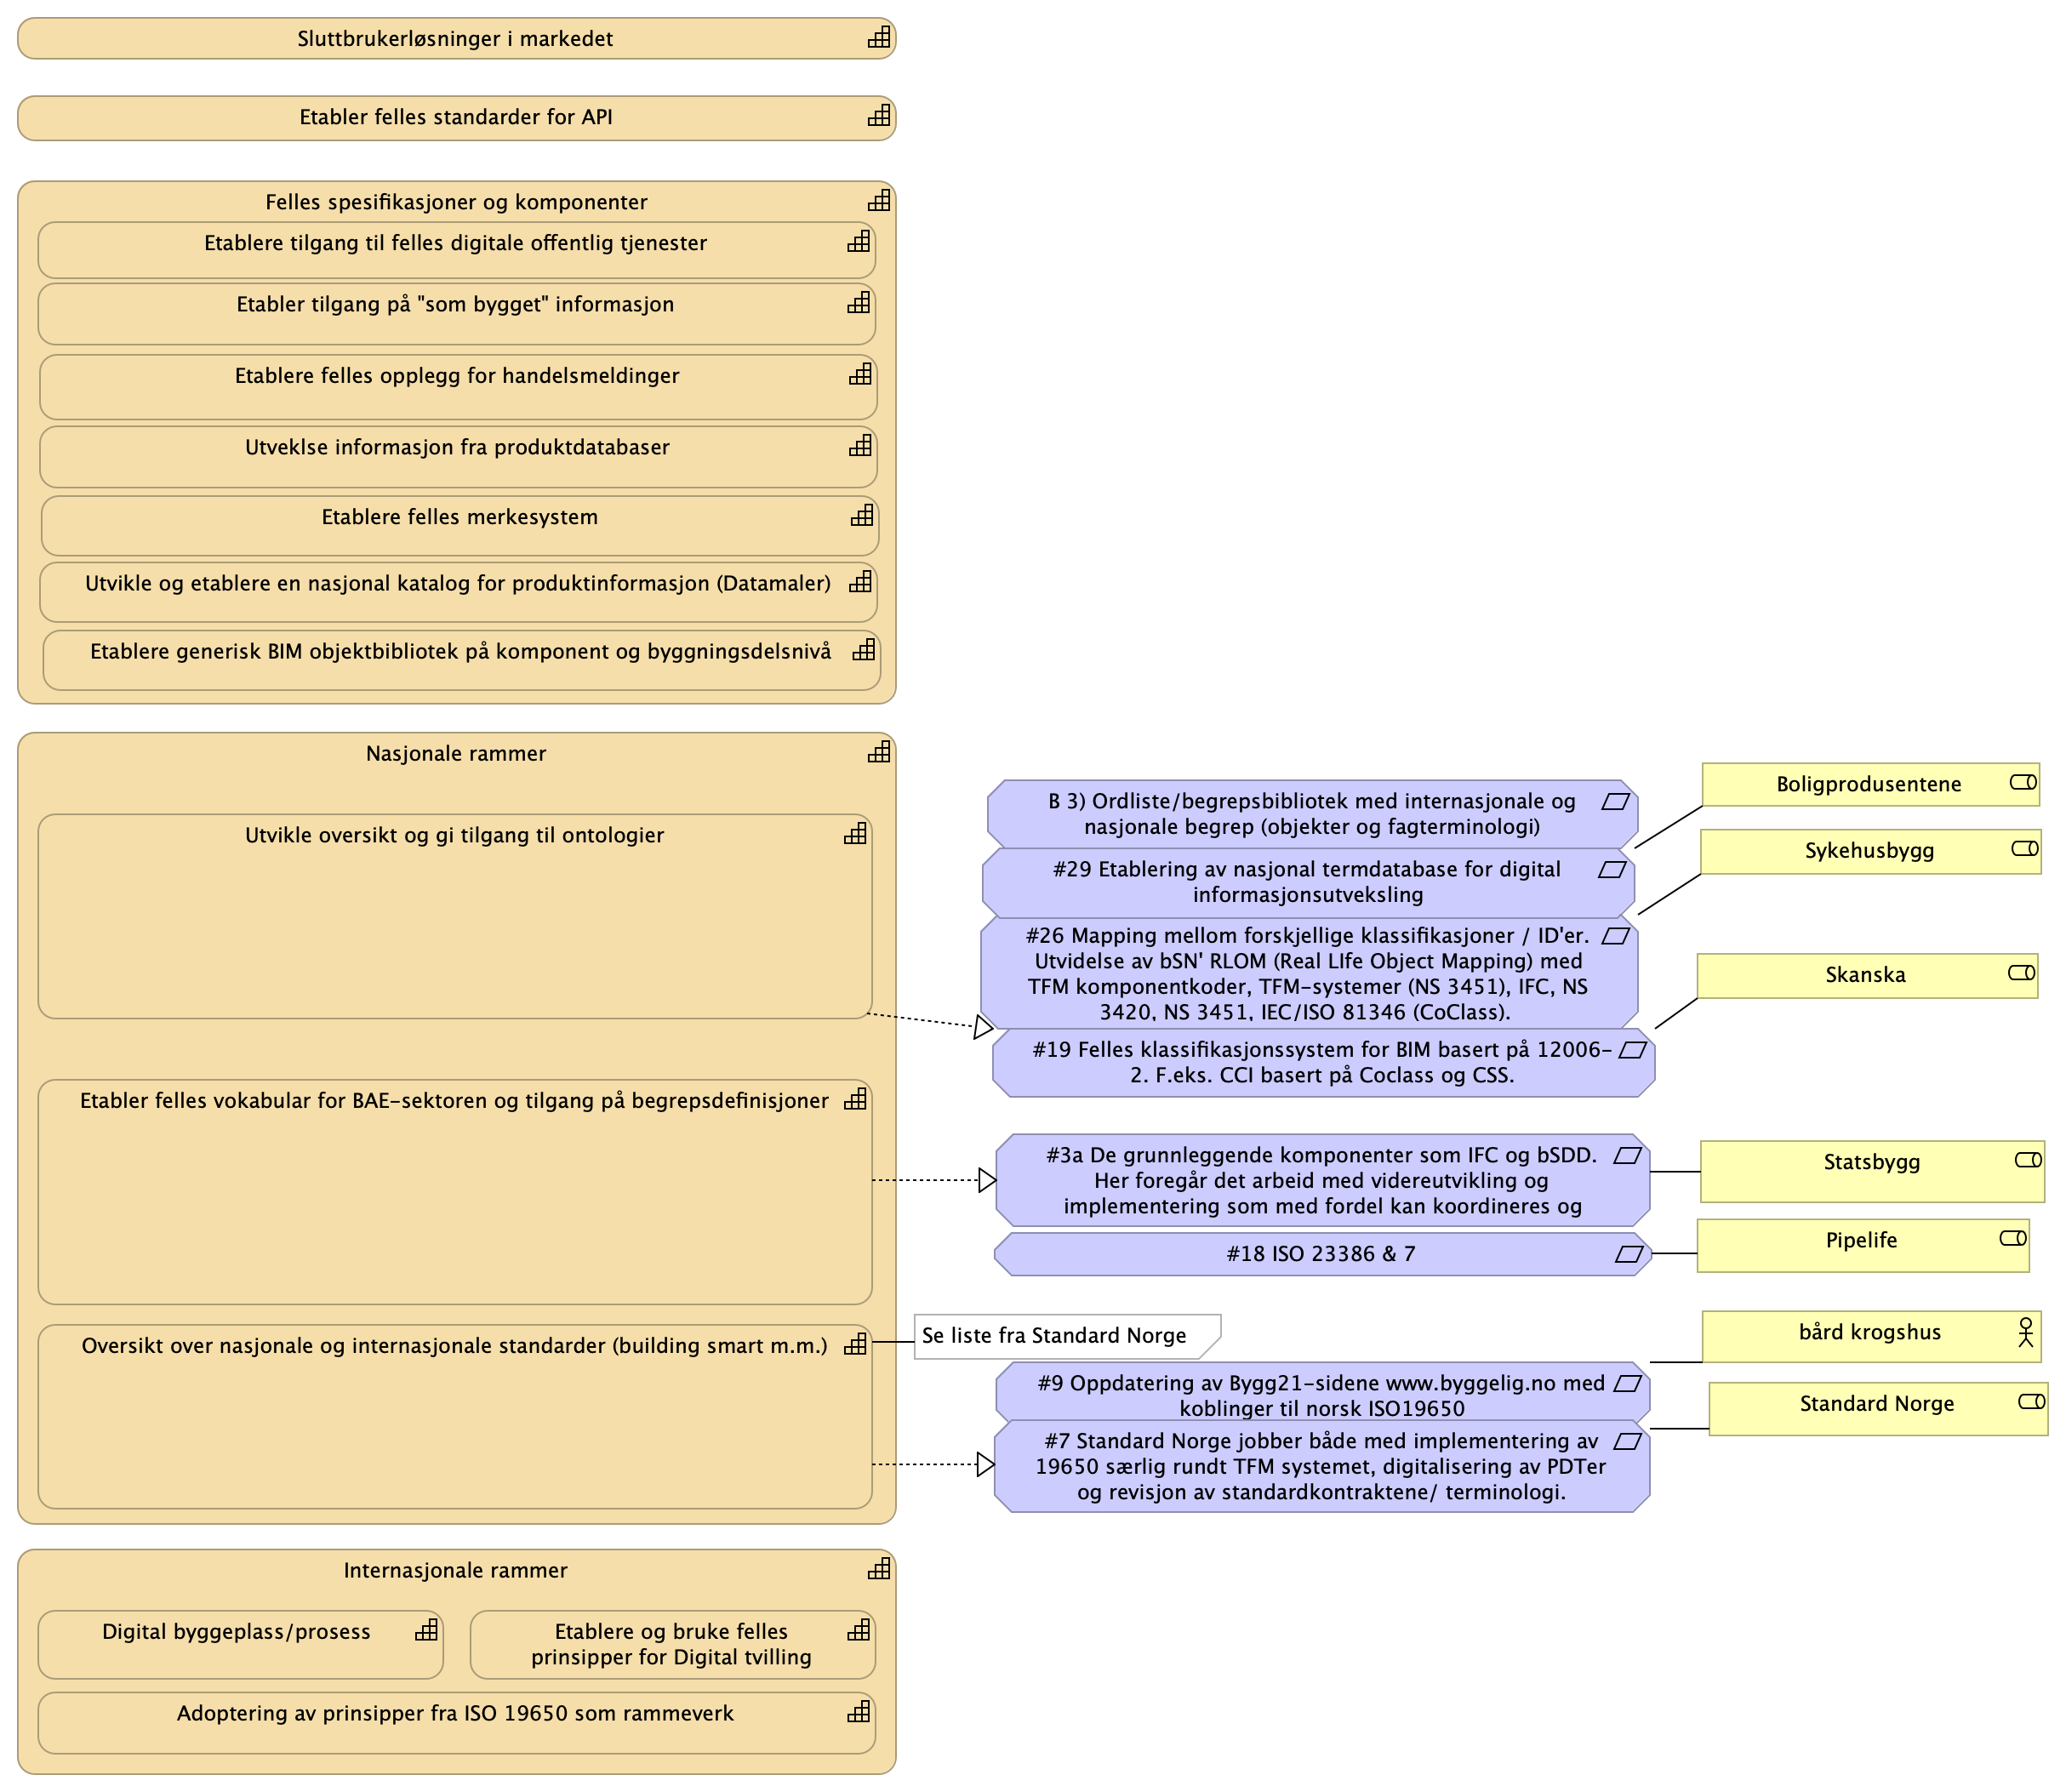 Sluttbrukerløsninger i markedet
Etabler felles standarder for API
Felles spesifikasjoner og komponenter
Etablere tilgang til felles digitale offentlig tjenester
Etabler tilgang på "som bygget" informasjon
Etablere felles opplegg for handelsmeldinger
Utveklse informasjon fra produktdatabaser
Etablere felles merkesystem
Utvikle og etablere en nasjonal katalog for produktinformasjon (Datamaler)
Etablere generisk BIM objektbibliotek på komponent og byggningsdelsnivå
Nasjonale rammer
Utvikle oversikt og gi tilgang til ontologier
B 3) Ordliste/begrepsbibliotek med internasjonale og
nasjonale begrep (objekter og fagterminologi)
Boligprodusentene
#29 Etablering av nasjonal termdatabase for digital
informasjonsutveksling
Sykehusbygg
#26 Mapping mellom forskjellige klassifikasjoner / ID'er.
Utvidelse av bSN' RLOM (Real LIfe Object Mapping) med
TFM komponentkoder, TFM-systemer (NS 3451), IFC, NS
3420, NS 3451, IEC/ISO 81346 (CoClass).
Skanska
#19 Felles klassifikasjonssystem for BIM basert på 12006-
2. F.eks. CCI basert på Coclass og CSS.
Etabler felles vokabular for BAE-sektoren og tilgang på begrepsdefinisjoner
#3a De grunnleggende komponenter som IFC og bSDD.
Her foregår det arbeid med videreutvikling og
implementering som med fordel kan koordineres og
Statsbygg
#18 ISO 23386 & 7
Pipelife
Oversikt over nasjonale og internasjonale standarder (building smart m.m.)
Se liste fra Standard Norge
bård krogshus
#9 Oppdatering av Bygg21-sidene www.byggelig.no med
koblinger til norsk ISO19650
Standard Norge
#7 Standard Norge jobber både med implementering av
19650 særlig rundt TFM systemet, digitalisering av PDTer
og revisjon av standardkontraktene/ terminologi.
Internasjonale rammer
Digital byggeplass/prosess
Etablere og bruke felles
prinsipper for Digital tvilling
Adoptering av prinsipper fra ISO 19650 som rammeverk